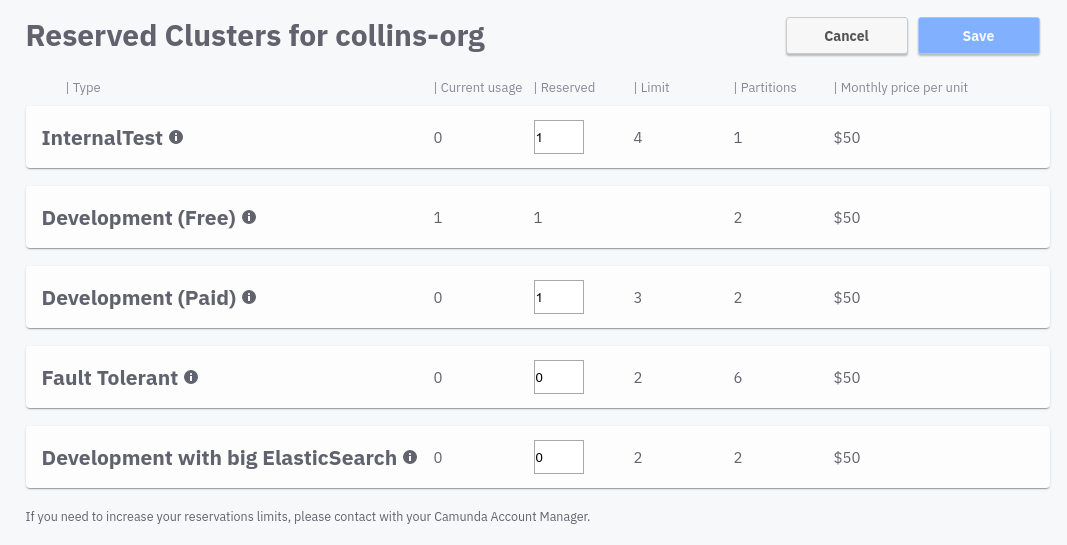 Reserved Clusters for collins-org Cancel Save
| Type | Current usage | Reserved | Limit | Partitions | Monthly price per unit
InternalTest 0 1 4 1 $50
Development (Free) 1 1 2 $50
Development (Paid) 0 1 3 2 $50
Fault Tolerant 0 0 2 6 $50
Development with big ElasticSearch 0 0 2 2 $50
If you need to increase your reservations limits, please contact with your Camunda Account Manager.